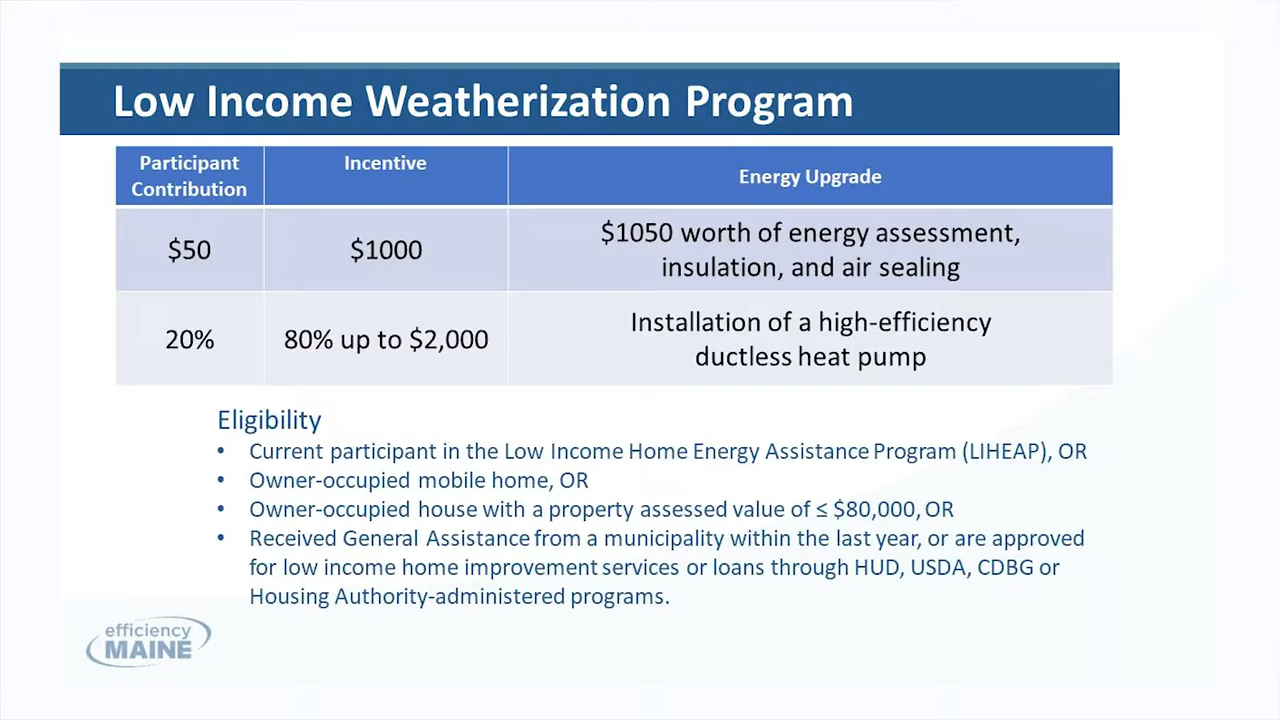 Low Income Weatherization Program
Participant
Contribution
Incentive
Energy Upgrade
$50
$1000
$1050 worth of energy assessment,
insulation, and air sealing
20%
80% up to $2,000
Installation of a high-efficiency
ductless heat pump
Eligibility
• Current participant in the Low Income Home Energy Assistance Program (LIHEAP), OR
• Owner-occupied mobile home, OR
• Owner-occupied house with a property assessed value of ≤ $80,000, OR
• Received General Assistance from a municipality within the last year, or are approved
for low income home improvement services or loans through HUD, USDA, CDBG or
Housing Authority-administered programs.
efficiency
MAINE